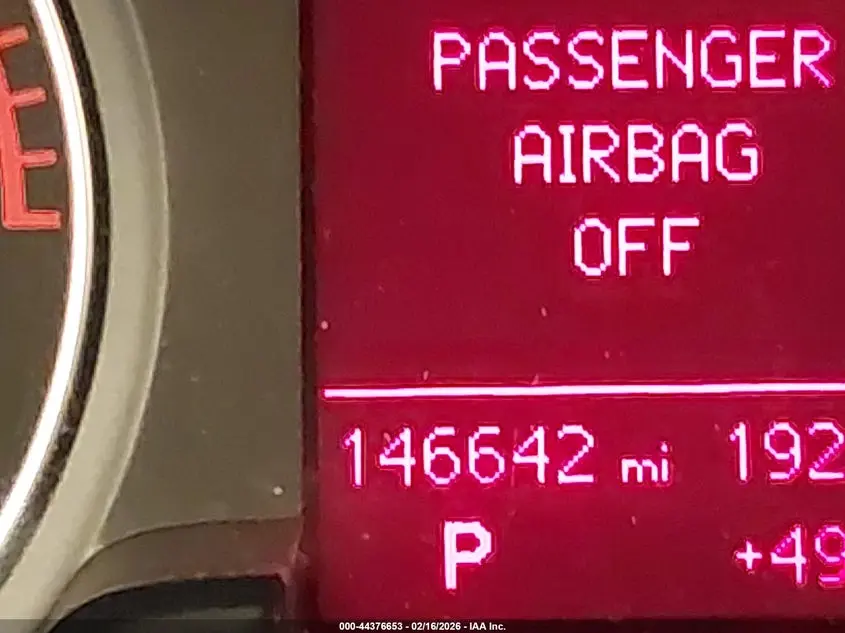 PASSENGER
AIRBAG
OFF
146642 mi 192
P +49
000-44376653 - 02/16/2026 - IAA Inc.